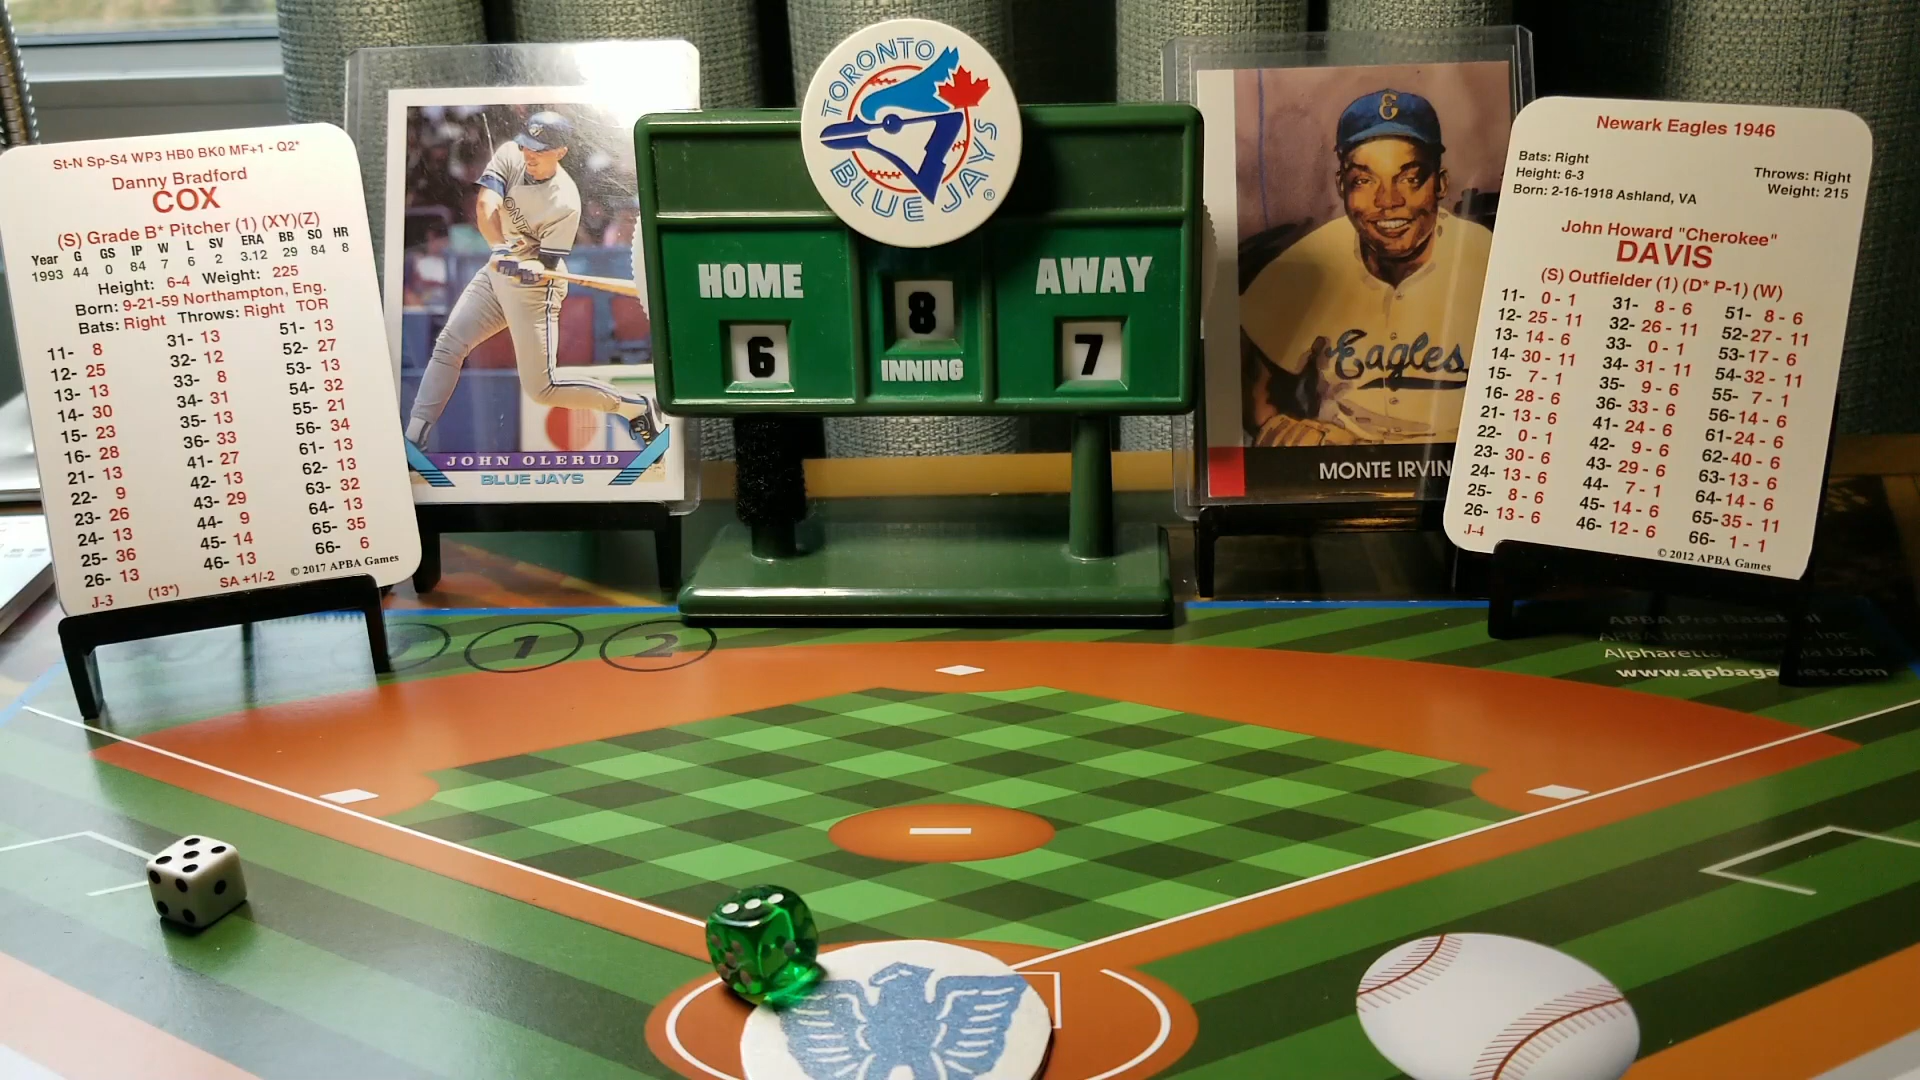 St-N Sp-S4 WP3 HB0 BK0 MF+1 - Q2*
Danny Bradford
COX
(S) Grade B* Pitcher (1) (XY)(Z)
Year G GS IP W L SV ERA BB SO HR
1993 44 0 84 7 6 2 3.12 29 84 8
Height: 6-4 Weight: 225
Born: 9-21-59 Northampton, Eng.
Bats: Right Throws: Right TOR
11- 8 31- 13 51- 13
12- 25 32- 12 52- 27
13- 13 33- 8 53- 13
14- 30 34- 31 54- 32
15- 23 35- 13 55- 21
16- 28 36- 33 56- 34
21- 13 41- 27 61- 13
22- 9 42- 13 62- 13
23- 26 43- 29 63- 32
24- 13 44- 9 64- 13
25- 36 45- 14 65- 35
26- 13 46- 13 66- 6
J-3 (13*) SA +1/-2 © 2017 APBA Games
JOHN OLERUD
BLUE JAYS
TORONTO
BLUE JAYS ®
HOME
6
8
INNING
AWAY
7
E
Eagles
MONTE IRVIN
Newark Eagles 1946
Bats: Right Throws: Right
Height: 6-3 Weight: 215
Born: 2-16-1918 Ashland, VA
John Howard "Cherokee"
DAVIS
(S) Outfielder (1) (D* P-1) (W)
11- 0 - 1 31- 8 - 6 51- 8 - 6
12- 25 - 11 32- 26 - 11 52- 27 - 11
13- 14 - 6 33- 0 - 1 53- 17 - 6
14- 30 - 11 34- 31 - 11 54- 32 - 11
15- 7 - 1 35- 9 - 6 55- 7 - 1
16- 28 - 6 36- 33 - 6 56- 14 - 6
21- 13 - 6 41- 24 - 6 61- 24 - 6
22- 0 - 1 42- 9 - 6 62- 40 - 6
23- 30 - 6 43- 29 - 6 63- 13 - 6
24- 13 - 6 44- 7 - 1 64- 14 - 6
25- 8 - 6 45- 14 - 6 65- 35 - 11
26- 13 - 6 46- 12 - 6 66- 1 - 1
J-4 © 2012 APBA Games
1 2
APBA Pro Baseball
APBA International, Inc.
Alpharetta, Georgia USA
www.apbagames.com